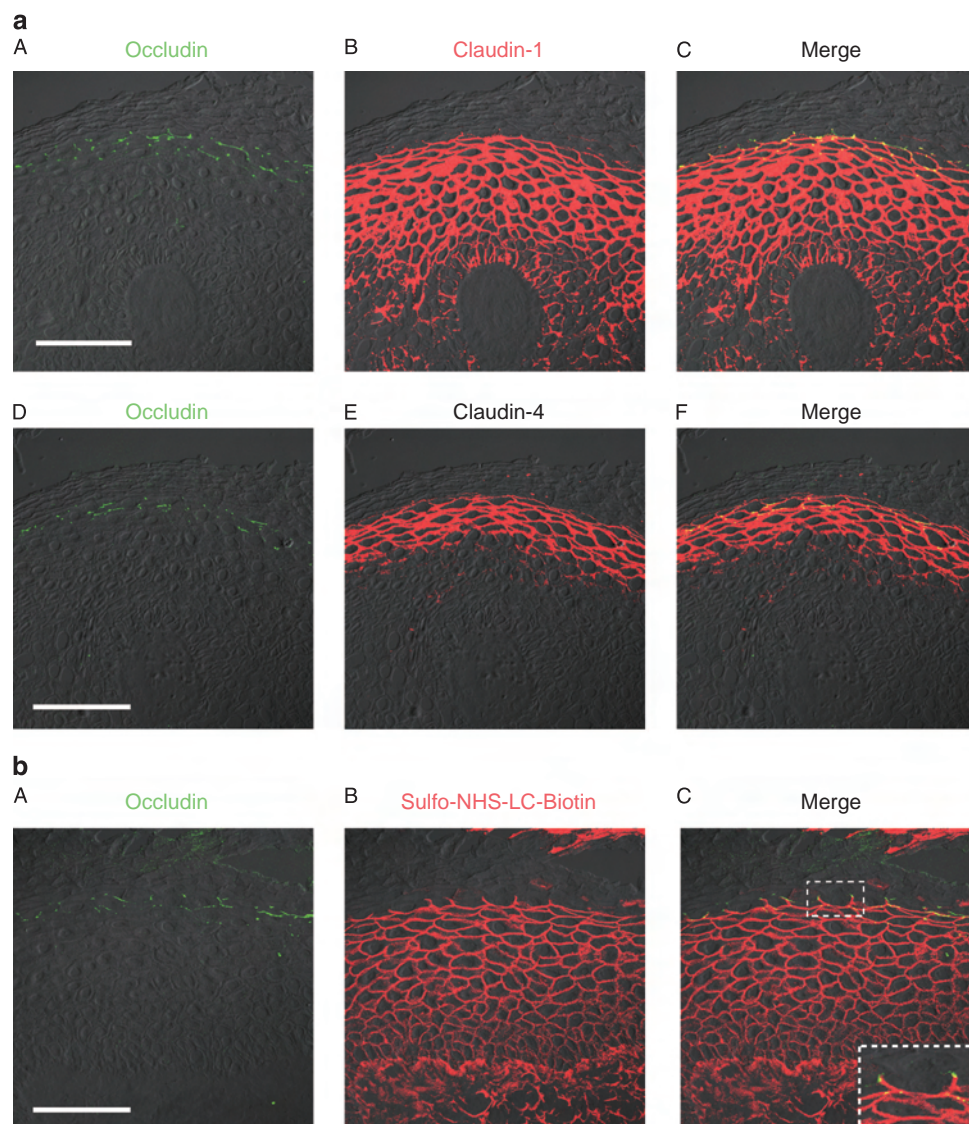 a
A Occludin B Claudin-1 C Merge
D Occludin E Claudin-4 F Merge
b
A Occludin B Sulfo-NHS-LC-Biotin C Merge